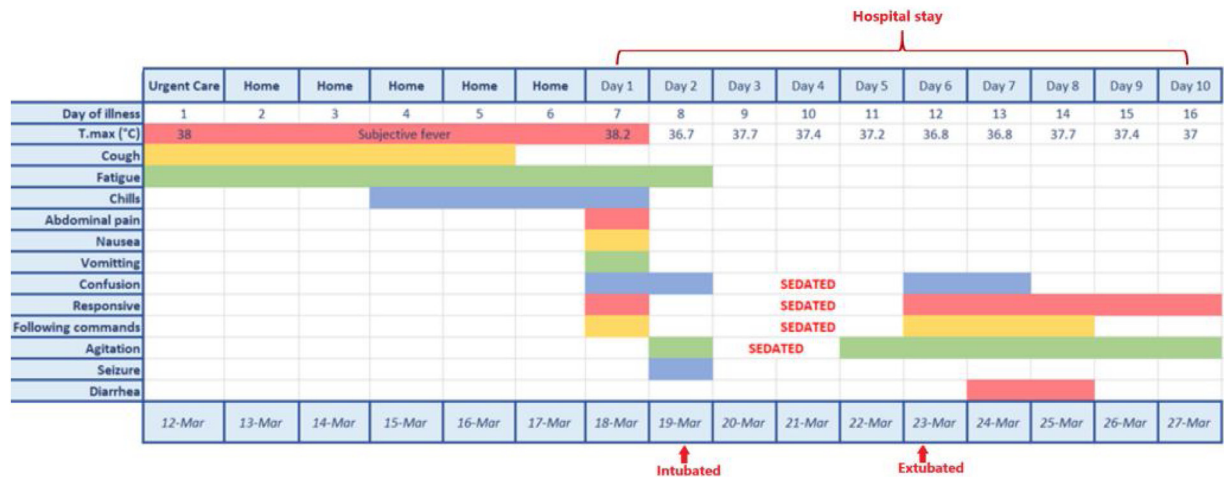 Hospital stay
Urgent Care Home Home Home Home Home Day 1 Day 2 Day 3 Day 4 Day 5 Day 6 Day 7 Day 8 Day 9 Day 10
Day of illness 1 2 3 4 5 6 7 8 9 10 11 12 13 14 15 16
T.max (°C) 38 Subjective fever 38.2 36.7 37.7 37.4 37.2 36.8 36.8 37.7 37.4 37
Cough
Fatigue
Chills
Abdominal pain
Nausea
Vomitting
Confusion SEDATED
Responsive SEDATED
Following commands SEDATED
Agitation SEDATED
Seizure
Diarrhea
12-Mar 13-Mar 14-Mar 15-Mar 16-Mar 17-Mar 18-Mar 19-Mar 20-Mar 21-Mar 22-Mar 23-Mar 24-Mar 25-Mar 26-Mar 27-Mar
Intubated Extubated